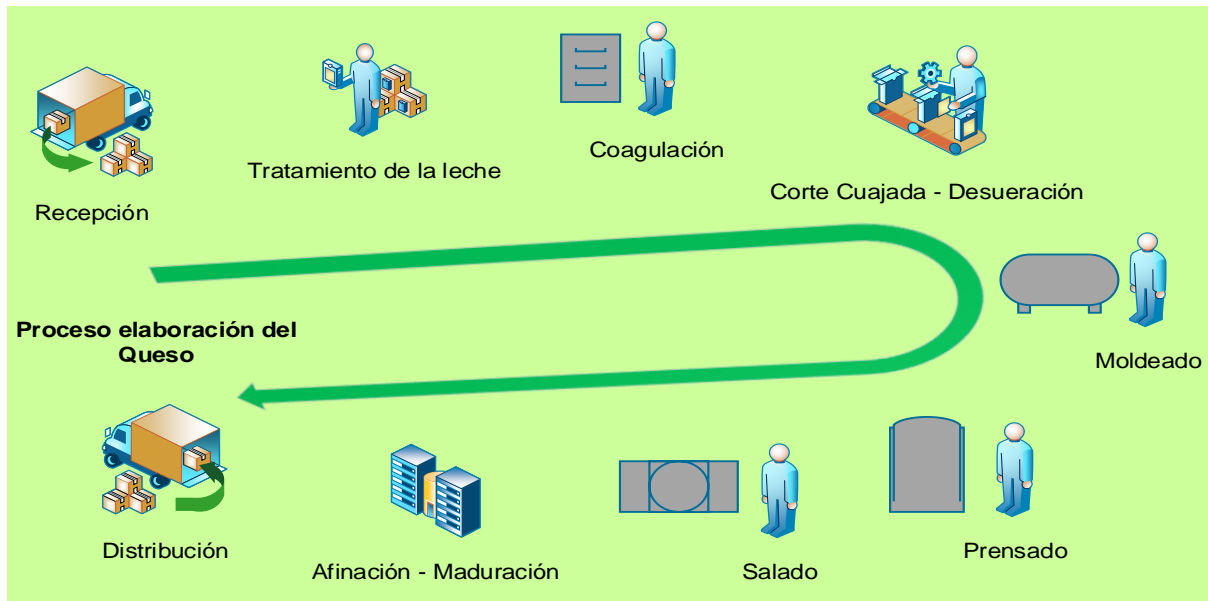 Recepción
Tratamiento de la leche
Coagulación
Corte Cuajada - Desueración
Moldeado
Proceso elaboración del
Queso
Prensado
Salado
Afinación - Maduración
Distribución